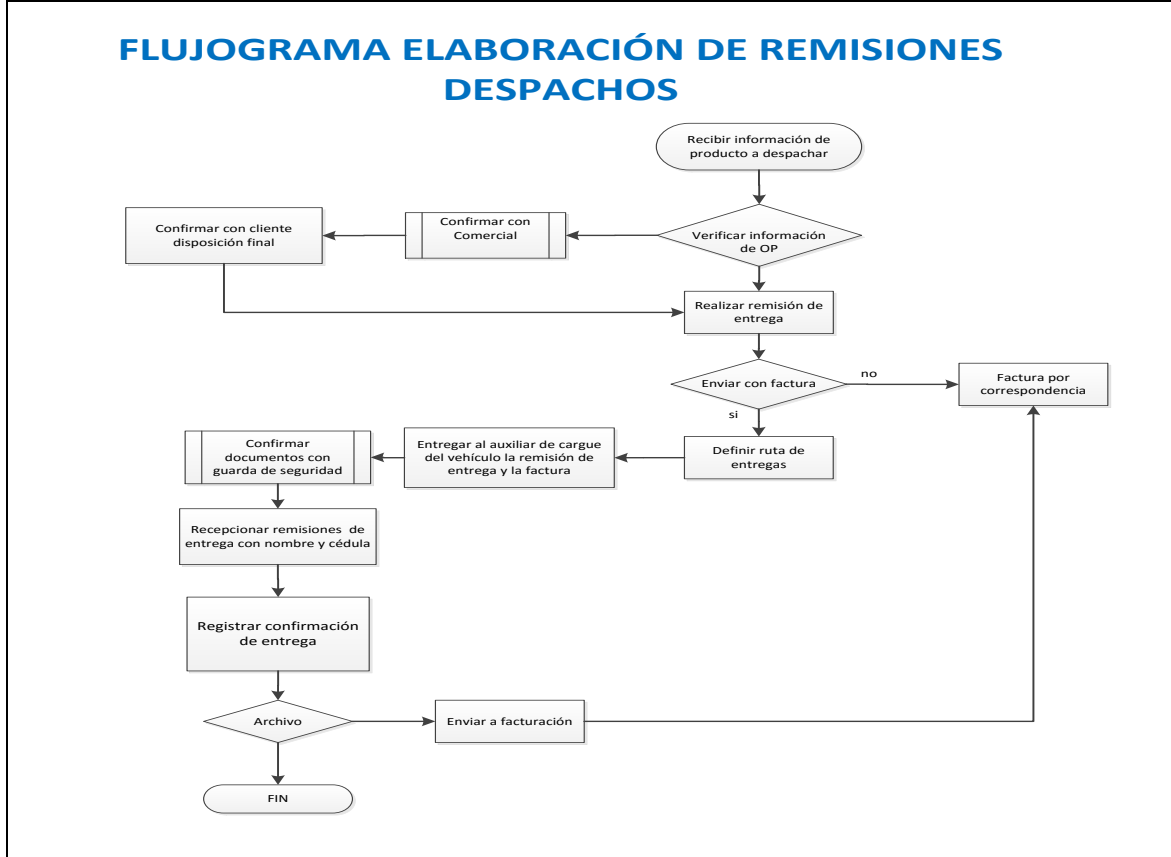 FLUJOGRAMA ELABORACIÓN DE REMISIONES
DESPACHOS
Recibir información de
producto a despachar
Verificar información
de OP
Confirmar con
Comercial
Confirmar con cliente
disposición final
Realizar remisión de
entrega
Enviar con factura
no
Factura por
correspondencia
si
Definir ruta de
entregas
Entregar al auxiliar de cargue
del vehículo la remisión de
entrega y la factura
Confirmar
documentos con
guarda de seguridad
Recepcionar remisiones de
entrega con nombre y cédula
Registrar confirmación
de entrega
Archivo
Enviar a facturación
FIN